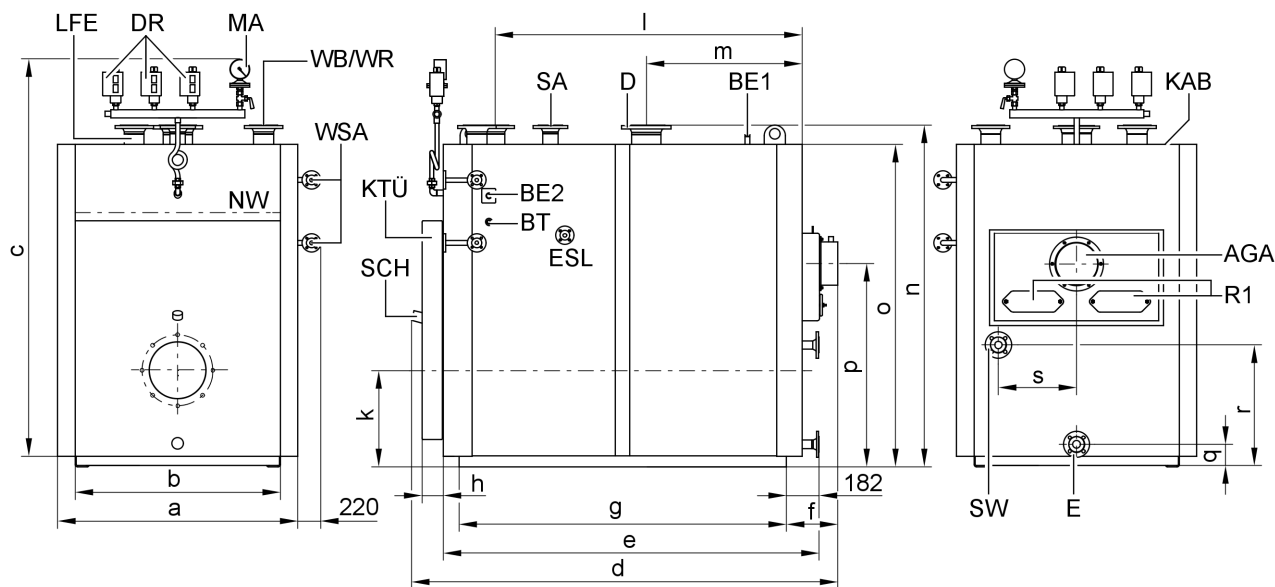 LFE DR MA
WB/WR
WSA
NW
c
b
a
220
l
m
SA D BE1
KTÜ
BE2
BT
SCH
ESL
k
h
g
f
182
e
d
p
o
n
KAB
AGA
R1
s
r
q
SW E